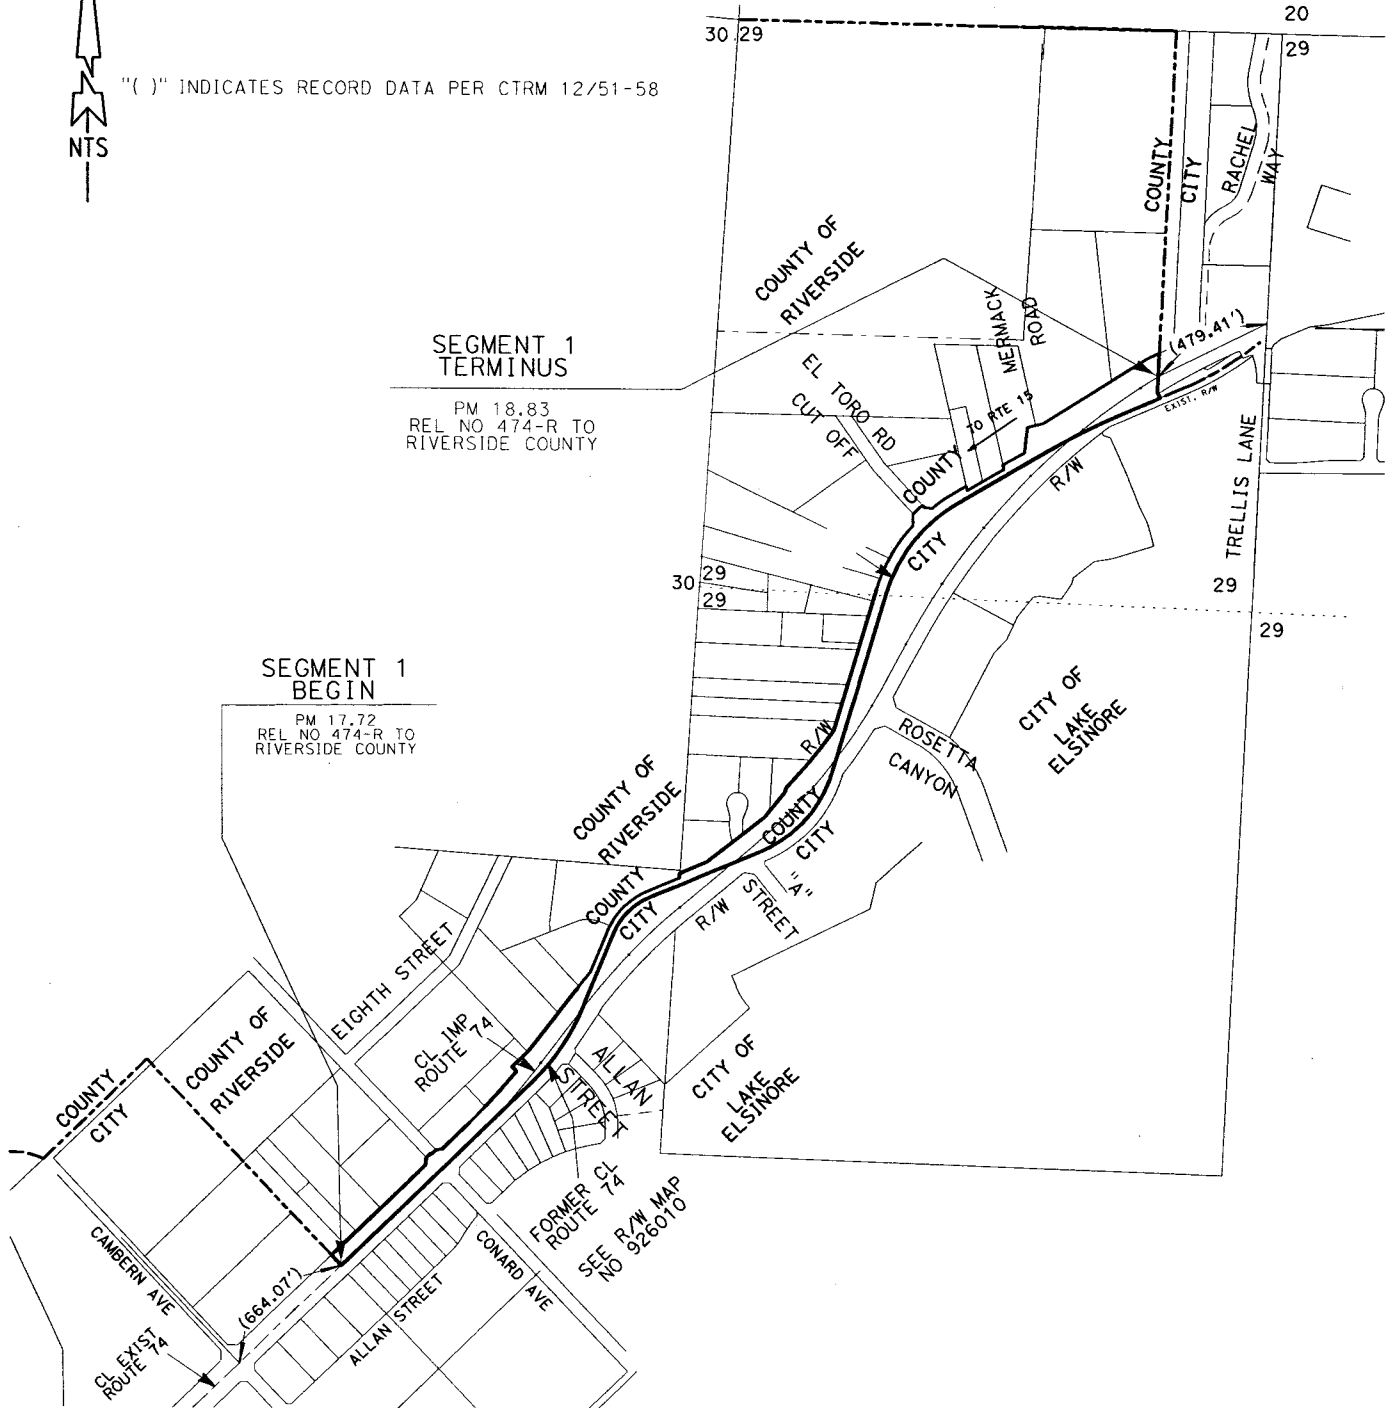 20
30 29
29
N
"( )" INDICATES RECORD DATA PER CTRM 12/51-58
NTS
COUNTY
CITY
RACHEL
WAY
COUNTY OF
RIVERSIDE
MERMACK
ROAD
(479.41')
SEGMENT 1
TERMINUS
PM 18.83
REL NO 474-R TO
RIVERSIDE COUNTY
EL TORO RD
CUT OFF
TO RTE 15
EXIST. R/W
COUNTY
R/W
TRELLIS LANE
CITY
30
29
29
29
29
SEGMENT 1
BEGIN
PM 17.72
REL NO 474-R TO
RIVERSIDE COUNTY
CITY OF
LAKE
ELSINORE
R/W
ROSETTA
CANYON
COUNTY OF
RIVERSIDE
COUNTY
CITY
"A"
STREET
COUNTY
CITY
R/W
EIGHTH STREET
COUNTY OF
RIVERSIDE
CL IMP
ROUTE 74
ALLAN
STREET
CITY OF
LAKE
ELSINORE
COUNTY
CITY
FORMER CL
ROUTE 74
SEE R/W MAP
NO 926010
CAMBERN AVE
CONARD AVE
(664.07')
ALLAN STREET
CL EXIST
ROUTE 74